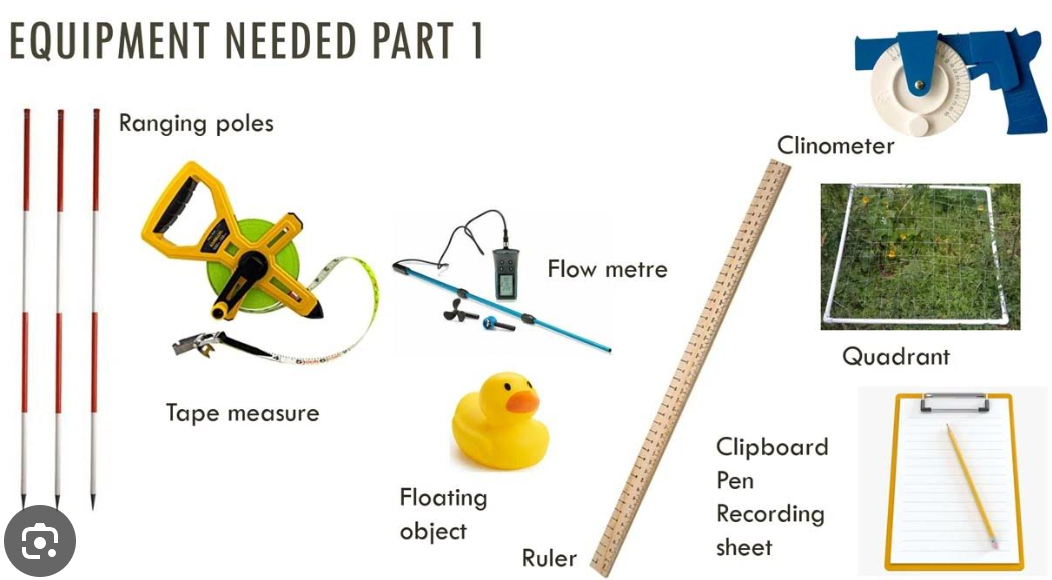 EQUIPMENT NEEDED PART 1
Ranging poles
Clinometer
Flow metre
Quadrant
Tape measure
Clipboard
Pen
Recording
sheet
Floating
object
Ruler